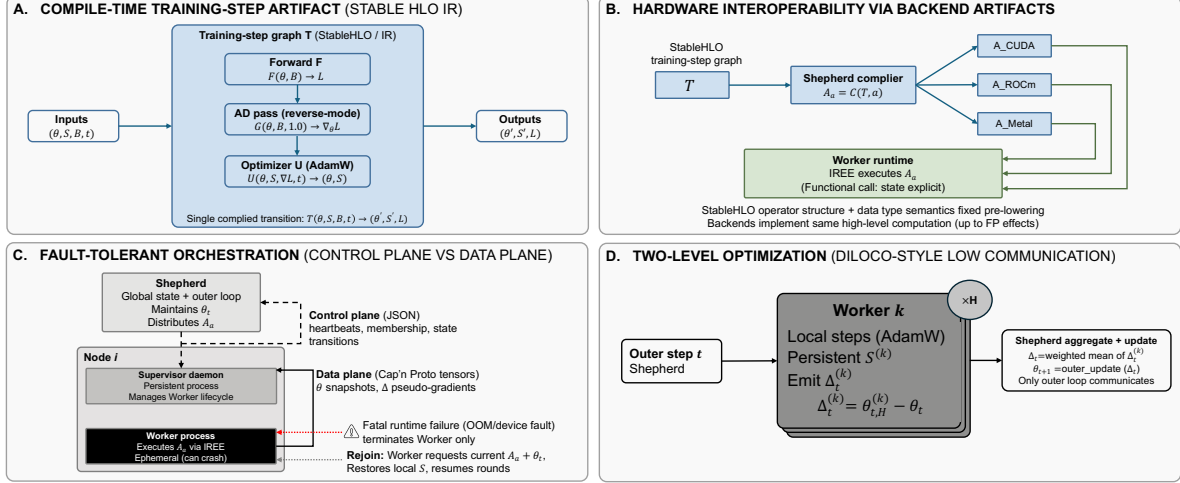 A. COMPILE-TIME TRAINING-STEP ARTIFACT (STABLE HLO IR)
Training-step graph T (StableHLO / IR)
Forward F
F(θ, B) → L
AD pass (reverse-mode)
G(θ, B, 1.0) → ∇θL
Optimizer U (AdamW)
U(θ, S, ∇L, t) → (θ, S)
Inputs
(θ, S, B, t)
Outputs
(θ′, S′, L)
Single complied transition: T(θ, S, B, t) → (θ′, S′, L)
B. HARDWARE INTEROPERABILITY VIA BACKEND ARTIFACTS
StableHLO
training-step graph
T
Shepherd complier
Aₐ = C(T, a)
A_CUDA
A_ROCm
A_Metal
Worker runtime
IREE executes Aₐ
(Functional call: state explicit)
StableHLO operator structure + data type semantics fixed pre-lowering
Backends implement same high-level computation (up to FP effects)
C. FAULT-TOLERANT ORCHESTRATION (CONTROL PLANE VS DATA PLANE)
Shepherd
Global state + outer loop
Maintains θₜ
Distributes Aₐ
Control plane (JSON)
heartbeats, membership, state
transitions
Node i
Supervisor daemon
Persistent process
Manages Worker lifecycle
Data plane (Cap'n Proto tensors)
θ snapshots, Δ pseudo-gradients
Worker process
Executes Aₐ via IREE
Ephemeral (can crash)
Fatal runtime failure (OOM/device fault)
terminates Worker only
Rejoin: Worker requests current Aₐ + θₜ,
Restores local S, resumes rounds
D. TWO-LEVEL OPTIMIZATION (DILOCO-STYLE LOW COMMUNICATION)
×H
Outer step t
Shepherd
Worker k
Local steps (AdamW)
Persistent S^(k)
Emit Δₜ^(k)
Δₜ^(k) = θ_{t,H}^(k) − θₜ
Shepherd aggregate + update
Δₜ=weighted mean of Δₜ^(k)
θₜ₊₁ =outer_update (Δₜ)
Only outer loop communicates